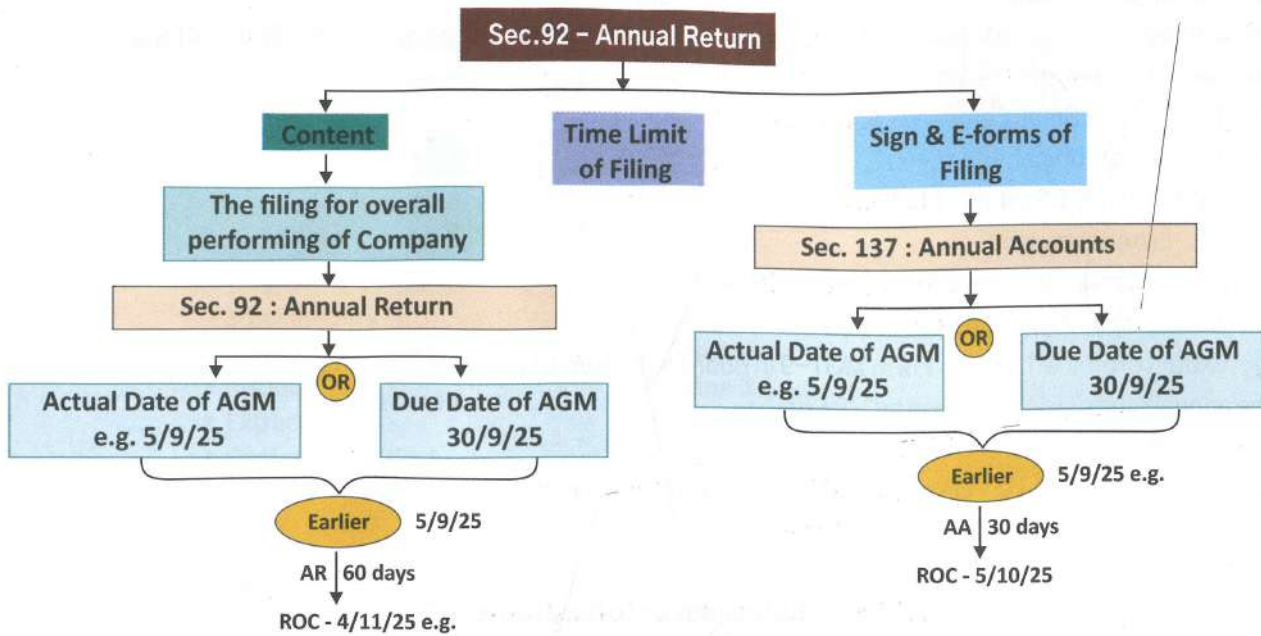 Sec.92 – Annual Return
Content
The filing for overall
performing of Company
Sec. 92 : Annual Return
OR
Actual Date of AGM
e.g. 5/9/25
Due Date of AGM
30/9/25
Earlier
5/9/25
AR 60 days
ROC - 4/11/25 e.g.
Time Limit
of Filing
Sign & E-forms of
Filing
Sec. 137 : Annual Accounts
OR
Actual Date of AGM
e.g. 5/9/25
Due Date of AGM
30/9/25
Earlier
5/9/25 e.g.
AA 30 days
ROC - 5/10/25